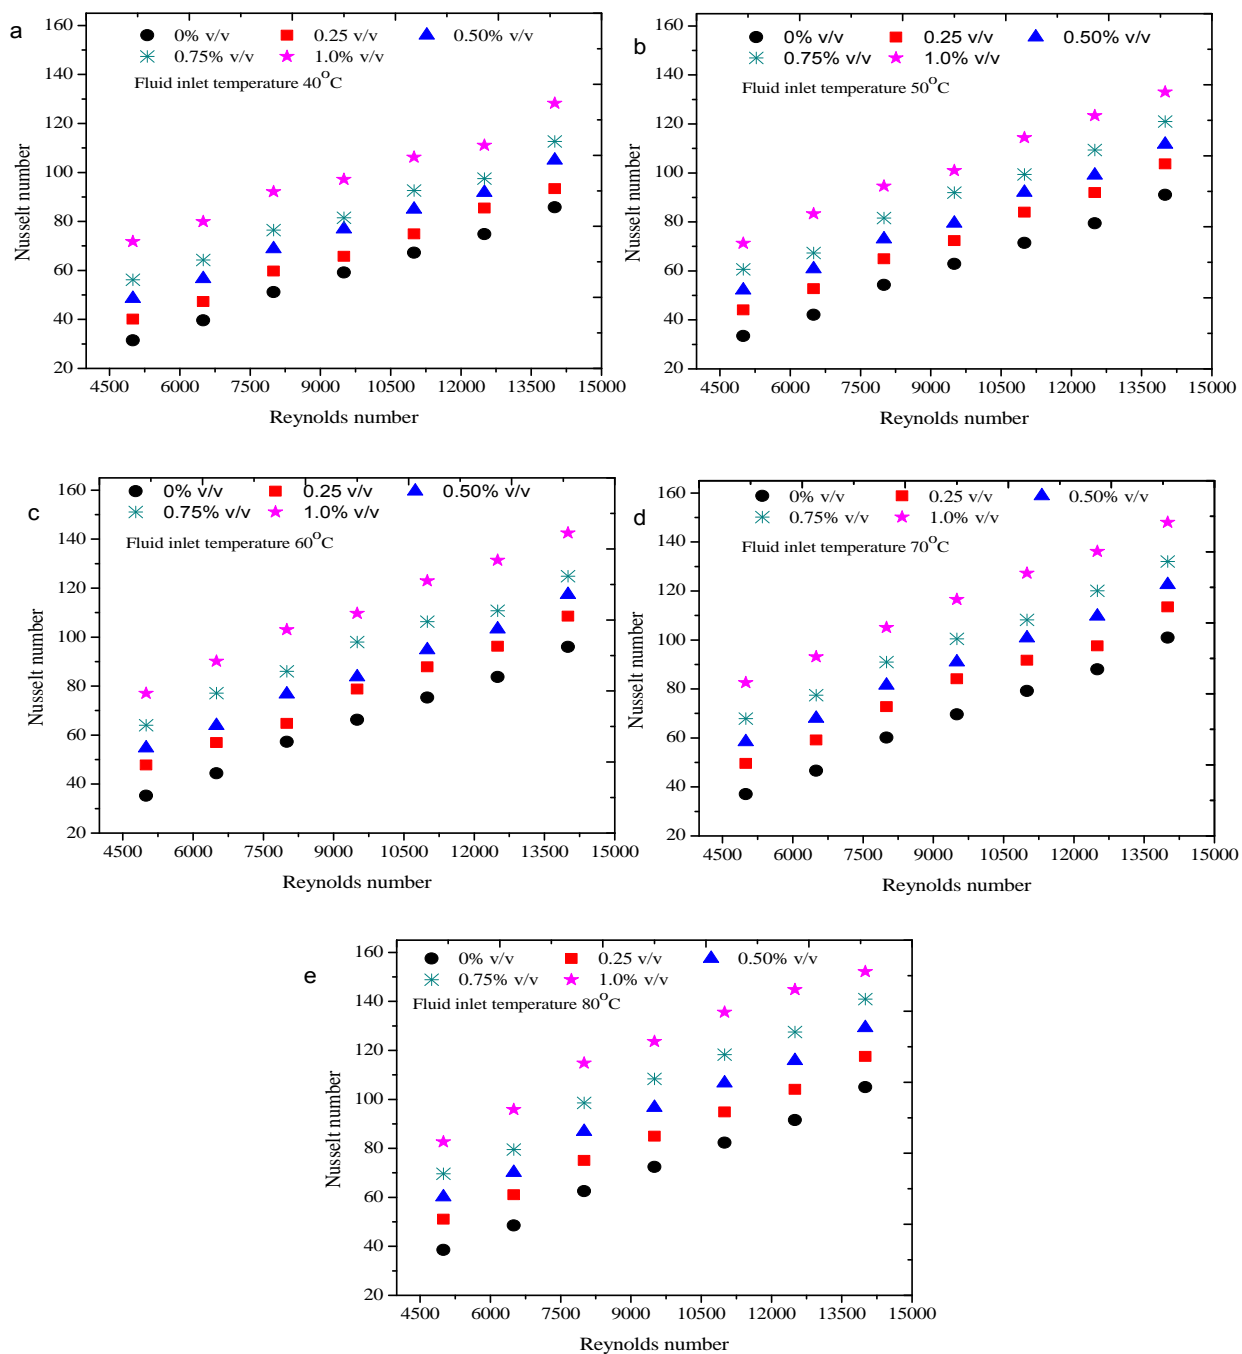 a
0% v/v 0.25 v/v 0.50% v/v
0.75% v/v 1.0% v/v
Fluid inlet temperature 40°C
160
140
120
100
80
60
40
20
Nusselt number
4500 6000 7500 9000 10500 12000 13500 15000
Reynolds number
b
0% v/v 0.25 v/v 0.50% v/v
0.75% v/v 1.0% v/v
Fluid inlet temperature 50°C
160
140
120
100
80
60
40
20
Nusselt number
4500 6000 7500 9000 10500 12000 13500 15000
Reynolds number
c
0% v/v 0.25 v/v 0.50% v/v
0.75% v/v 1.0% v/v
Fluid inlet temperature 60°C
160
140
120
100
80
60
40
20
Nusselt number
4500 6000 7500 9000 10500 12000 13500 15000
Reynolds number
d
0% v/v 0.25 v/v 0.50% v/v
0.75% v/v 1.0% v/v
Fluid inlet temperature 70°C
160
140
120
100
80
60
40
20
Nusselt number
4500 6000 7500 9000 10500 12000 13500 15000
Reynolds number
e
0% v/v 0.25 v/v 0.50% v/v
0.75% v/v 1.0% v/v
Fluid inlet temperature 80°C
160
140
120
100
80
60
40
20
Nusselt number
4500 6000 7500 9000 10500 12000 13500 15000
Reynolds number